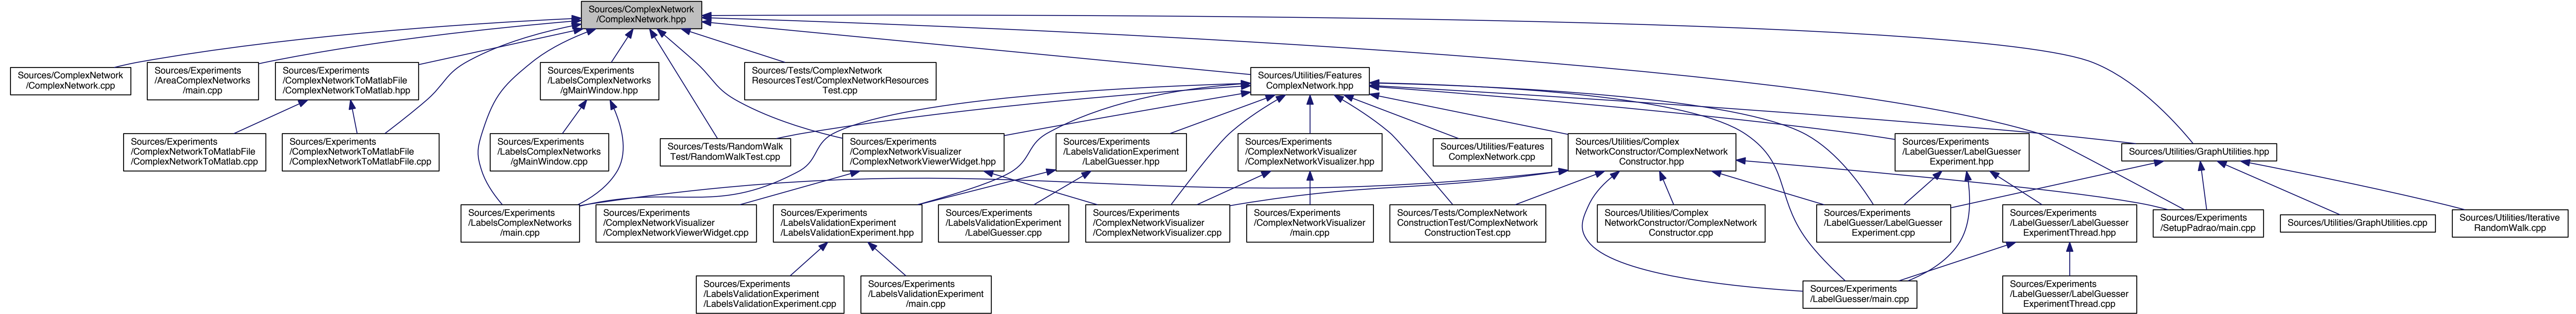 Sources/ComplexNetwork
/ComplexNetwork.hpp
Sources/ComplexNetwork
/ComplexNetwork.cpp
Sources/Experiments
/AreaComplexNetworks
/main.cpp
Sources/Experiments
/ComplexNetworkToMatlabFile
/ComplexNetworkToMatlab.hpp
Sources/Experiments
/LabelsComplexNetworks
/gMainWindow.hpp
Sources/Tests/ComplexNetwork
ResourcesTest/ComplexNetworkResources
Test.cpp
Sources/Utilities/Features
ComplexNetwork.hpp
Sources/Experiments
/ComplexNetworkToMatlabFile
/ComplexNetworkToMatlab.cpp
Sources/Experiments
/ComplexNetworkToMatlabFile
/ComplexNetworkToMatlabFile.cpp
Sources/Experiments
/LabelsComplexNetworks
/gMainWindow.cpp
Sources/Tests/RandomWalk
Test/RandomWalkTest.cpp
Sources/Experiments
/ComplexNetworkVisualizer
/ComplexNetworkViewerWidget.hpp
Sources/Experiments
/LabelsValidationExperiment
/LabelGuesser.hpp
Sources/Experiments
/ComplexNetworkVisualizer
/ComplexNetworkVisualizer.hpp
Sources/Utilities/Features
ComplexNetwork.cpp
Sources/Utilities/Complex
NetworkConstructor/ComplexNetwork
Constructor.hpp
Sources/Experiments
/LabelGuesser/LabelGuesser
Experiment.hpp
Sources/Utilities/GraphUtilities.hpp
Sources/Experiments
/LabelsComplexNetworks
/main.cpp
Sources/Experiments
/ComplexNetworkVisualizer
/ComplexNetworkViewerWidget.cpp
Sources/Experiments
/LabelsValidationExperiment
/LabelsValidationExperiment.hpp
Sources/Experiments
/LabelsValidationExperiment
/LabelGuesser.cpp
Sources/Experiments
/ComplexNetworkVisualizer
/ComplexNetworkVisualizer.cpp
Sources/Experiments
/ComplexNetworkVisualizer
/main.cpp
Sources/Tests/ComplexNetwork
ConstructionTest/ComplexNetwork
ConstructionTest.cpp
Sources/Utilities/Complex
NetworkConstructor/ComplexNetwork
Constructor.cpp
Sources/Experiments
/LabelGuesser/LabelGuesser
Experiment.cpp
Sources/Experiments
/LabelGuesser/LabelGuesser
ExperimentThread.hpp
Sources/Experiments
/SetupPadrao/main.cpp
Sources/Utilities/GraphUtilities.cpp
Sources/Utilities/Iterative
RandomWalk.cpp
Sources/Experiments
/LabelsValidationExperiment
/LabelsValidationExperiment.cpp
Sources/Experiments
/LabelsValidationExperiment
/main.cpp
Sources/Experiments
/LabelGuesser/main.cpp
Sources/Experiments
/LabelGuesser/LabelGuesser
ExperimentThread.cpp